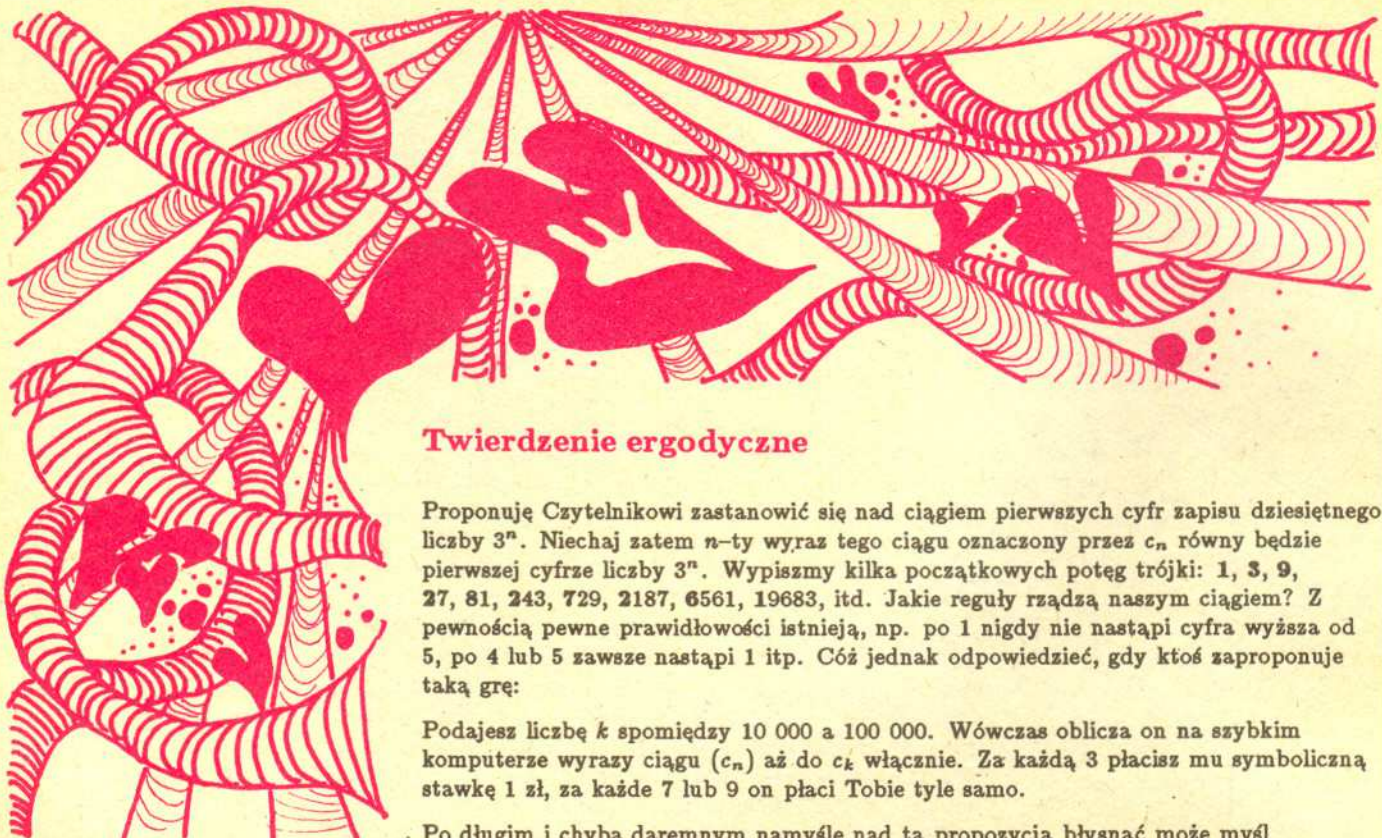 Twierdzenie ergodyczne
Proponuję Czytelnikowi zastanowić się nad ciągiem pierwszych cyfr zapisu dziesiętnego
liczby 3ⁿ. Niechaj zatem n–ty wyraz tego ciągu oznaczony przez cₙ równy będzie
pierwszej cyfrze liczby 3ⁿ. Wypiszmy kilka początkowych potęg trójki: 1, 3, 9,
27, 81, 243, 729, 2187, 6561, 19683, itd. Jakie reguły rządzą naszym ciągiem? Z
pewnością pewne prawidłowości istnieją, np. po 1 nigdy nie nastąpi cyfra wyższa od
5, po 4 lub 5 zawsze nastąpi 1 itp. Cóż jednak odpowiedzieć, gdy ktoś zaproponuje
taką grę:
Podajesz liczbę k spomiędzy 10 000 a 100 000. Wówczas oblicza on na szybkim
komputerze wyrazy ciągu (cₙ) aż do cₖ włącznie. Za każdą 3 płacisz mu symboliczną
stawkę 1 zł, za każde 7 lub 9 on płaci Tobie tyle samo.
Po długim i chyba daremnym namyśle nad tą propozycją błysnąć może myśl